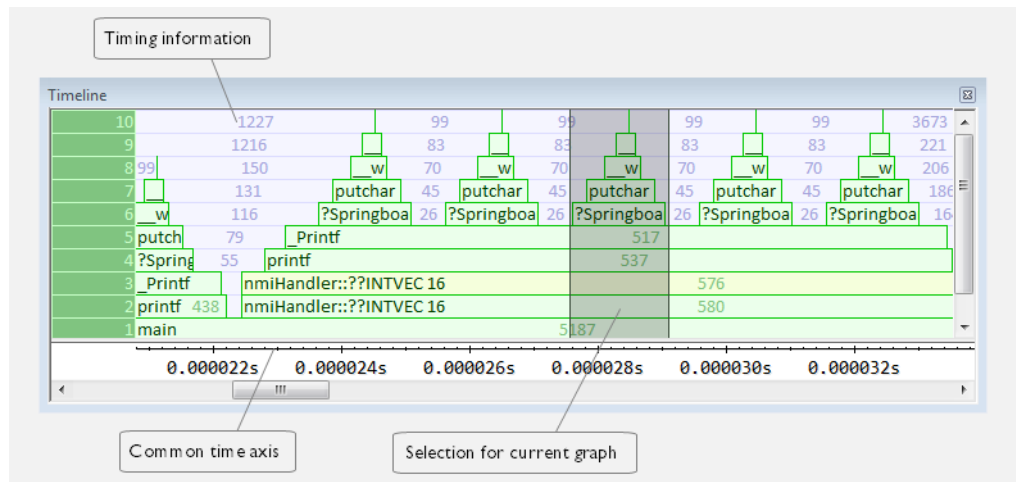 Timing information
Timeline
10 1227 99 99 99 99 3673
9 1216 83 83 83 83 221
8 99 150 __w 70 __w 70 __w 70 __w 70 __w 206
7 131 putchar 45 putchar 45 putchar 45 putchar 45 putchar 186
6 __w 116 ?Springboa 26 ?Springboa 26 ?Springboa 26 ?Springboa 26 ?Springboa 16
5 putch 79 _Printf 517
4 ?Spring 55 printf 537
3 _Printf nmiHandler::??INTVEC 16 576
2 printf 438 nmiHandler::??INTVEC 16 580
1 main 5187
0.000022s 0.000024s 0.000026s 0.000028s 0.000030s 0.000032s
Common time axis
Selection for current graph